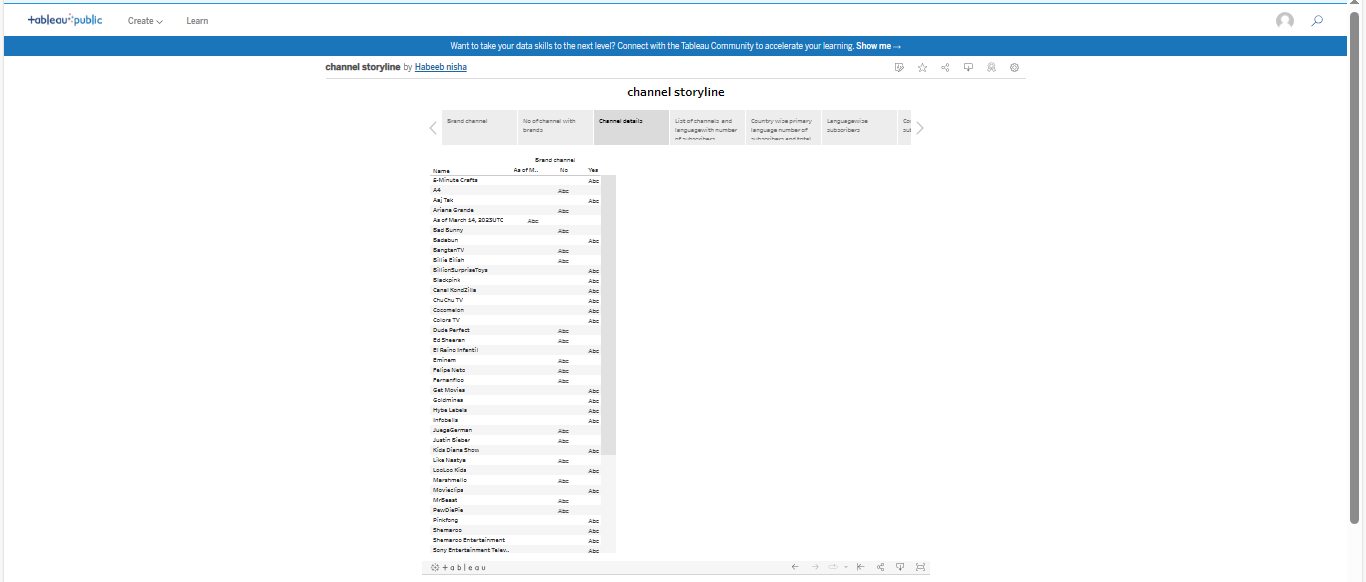 +ableau public Create Learn
Want to take your data skills to the next level? Connect with the Tableau Community to accelerate your learning. Show me →
channel storyline by Habeeb nisha
channel storyline
Brand channel
No of channel with
brands
Channel details
List of channels and
languagewith number
of subscribers
Country wise primary
language number of
subscribers and total
Languagewise
subscribers
Brand channel
Name As of M.. No Yes
5-Minute Crafts Abc
A4 Abc
Aaj Tak Abc
Ariana Grande Abc
As of March 14, 2025UTC Abc
Bad Bunny Abc
Badabun Abc
BangtanTV Abc
Billie Eilish Abc
BillionSurpriseToys Abc
Blackpink Abc
Canal KondZilla Abc
ChuChu TV Abc
Cocomelon Abc
Colors TV Abc
Dude Perfect Abc
Ed Sheeran Abc
El Reino Infantil Abc
Eminem Abc
Felipe Neto Abc
Fernanfloo Abc
Get Movies Abc
Goldmines Abc
Hybe Labels Abc
Infobells Abc
JuegaGerman Abc
Justin Bieber Abc
Kids Diana Show Abc
Like Nastya Abc
LooLoo Kids Abc
Marshmello Abc
Movieclips Abc
MrBeast Abc
PewDiePie Abc
Pinkfong Abc
Shemaroo Abc
Shemaroo Entertainment Abc
Sony Entertainment Telev.. Abc
+ableau